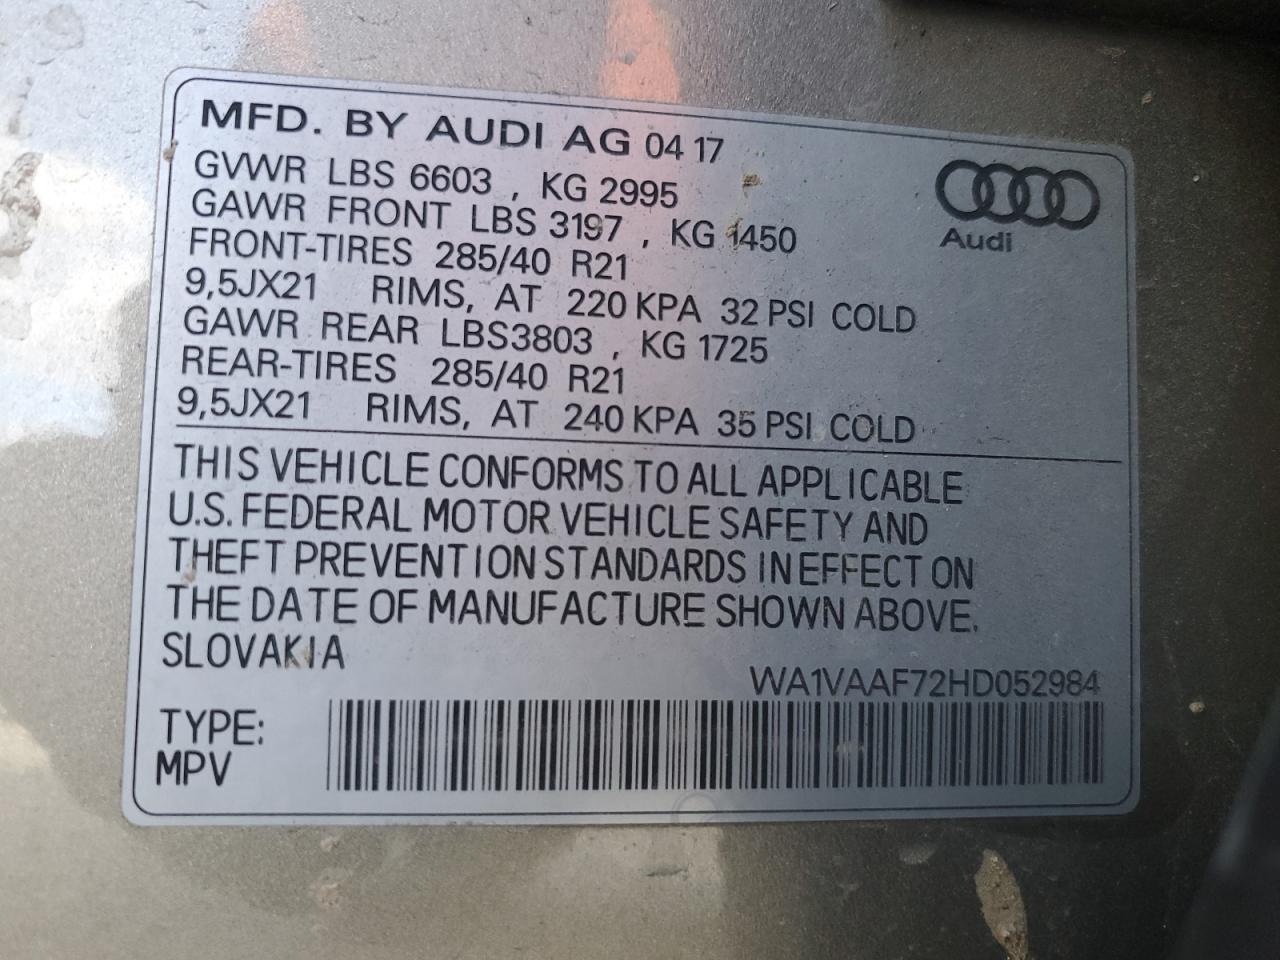 MFD. BY AUDI AG 04 17
GVWR LBS 6603 , KG 2995
GAWR FRONT LBS 3197 , KG 1450
FRONT-TIRES 285/40 R21
9,5JX21 RIMS, AT 220 KPA 32 PSI COLD
GAWR REAR LBS3803 , KG 1725
REAR-TIRES 285/40 R21
9,5JX21 RIMS, AT 240 KPA 35 PSI COLD
Audi
THIS VEHICLE CONFORMS TO ALL APPLICABLE
U.S. FEDERAL MOTOR VEHICLE SAFETY AND
THEFT PREVENTION STANDARDS IN EFFECT ON
THE DATE OF MANUFACTURE SHOWN ABOVE.
SLOVAKIA
WA1VAAF72HD052984
TYPE:
MPV